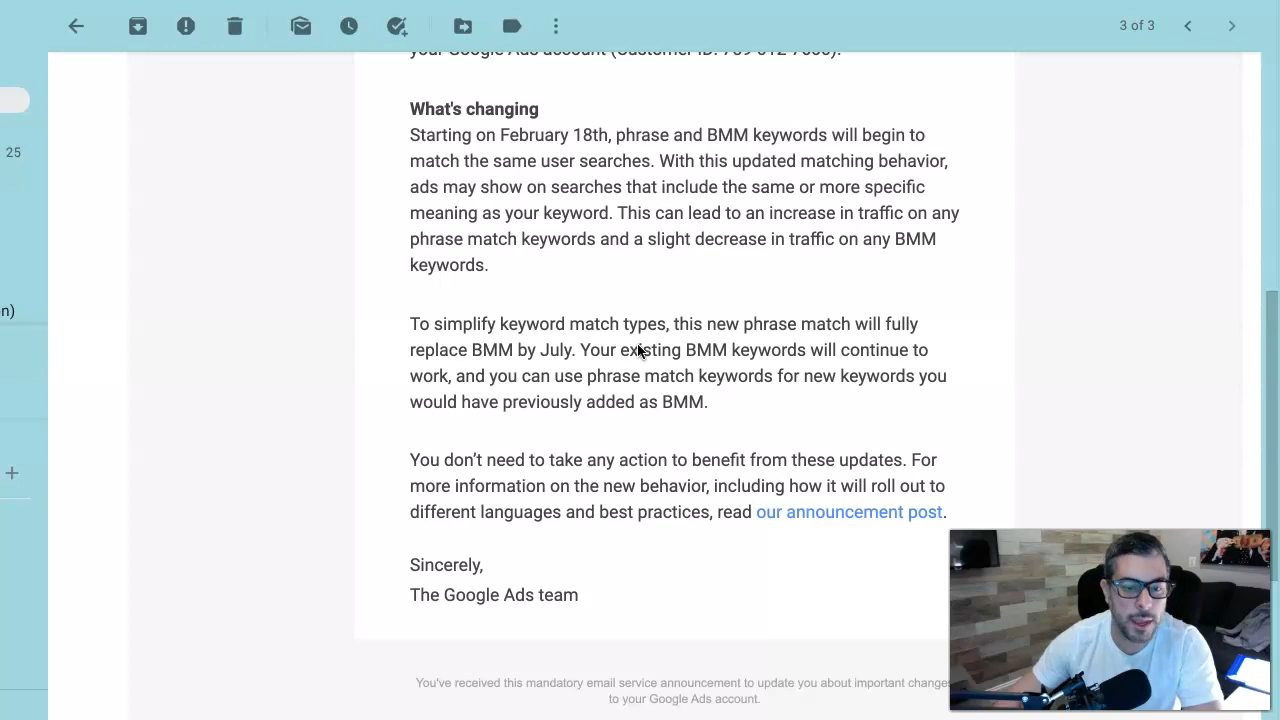 3 of 3
25
n)
your Google Ads account (Customer ID:
What's changing
Starting on February 18th, phrase and BMM keywords will begin to
match the same user searches. With this updated matching behavior,
ads may show on searches that include the same or more specific
meaning as your keyword. This can lead to an increase in traffic on any
phrase match keywords and a slight decrease in traffic on any BMM
keywords.
To simplify keyword match types, this new phrase match will fully
replace BMM by July. Your existing BMM keywords will continue to
work, and you can use phrase match keywords for new keywords you
would have previously added as BMM.
You don’t need to take any action to benefit from these updates. For
more information on the new behavior, including how it will roll out to
different languages and best practices, read our announcement post.
Sincerely,
The Google Ads team
You've received this mandatory email service announcement to update you about important changes
to your Google Ads account.